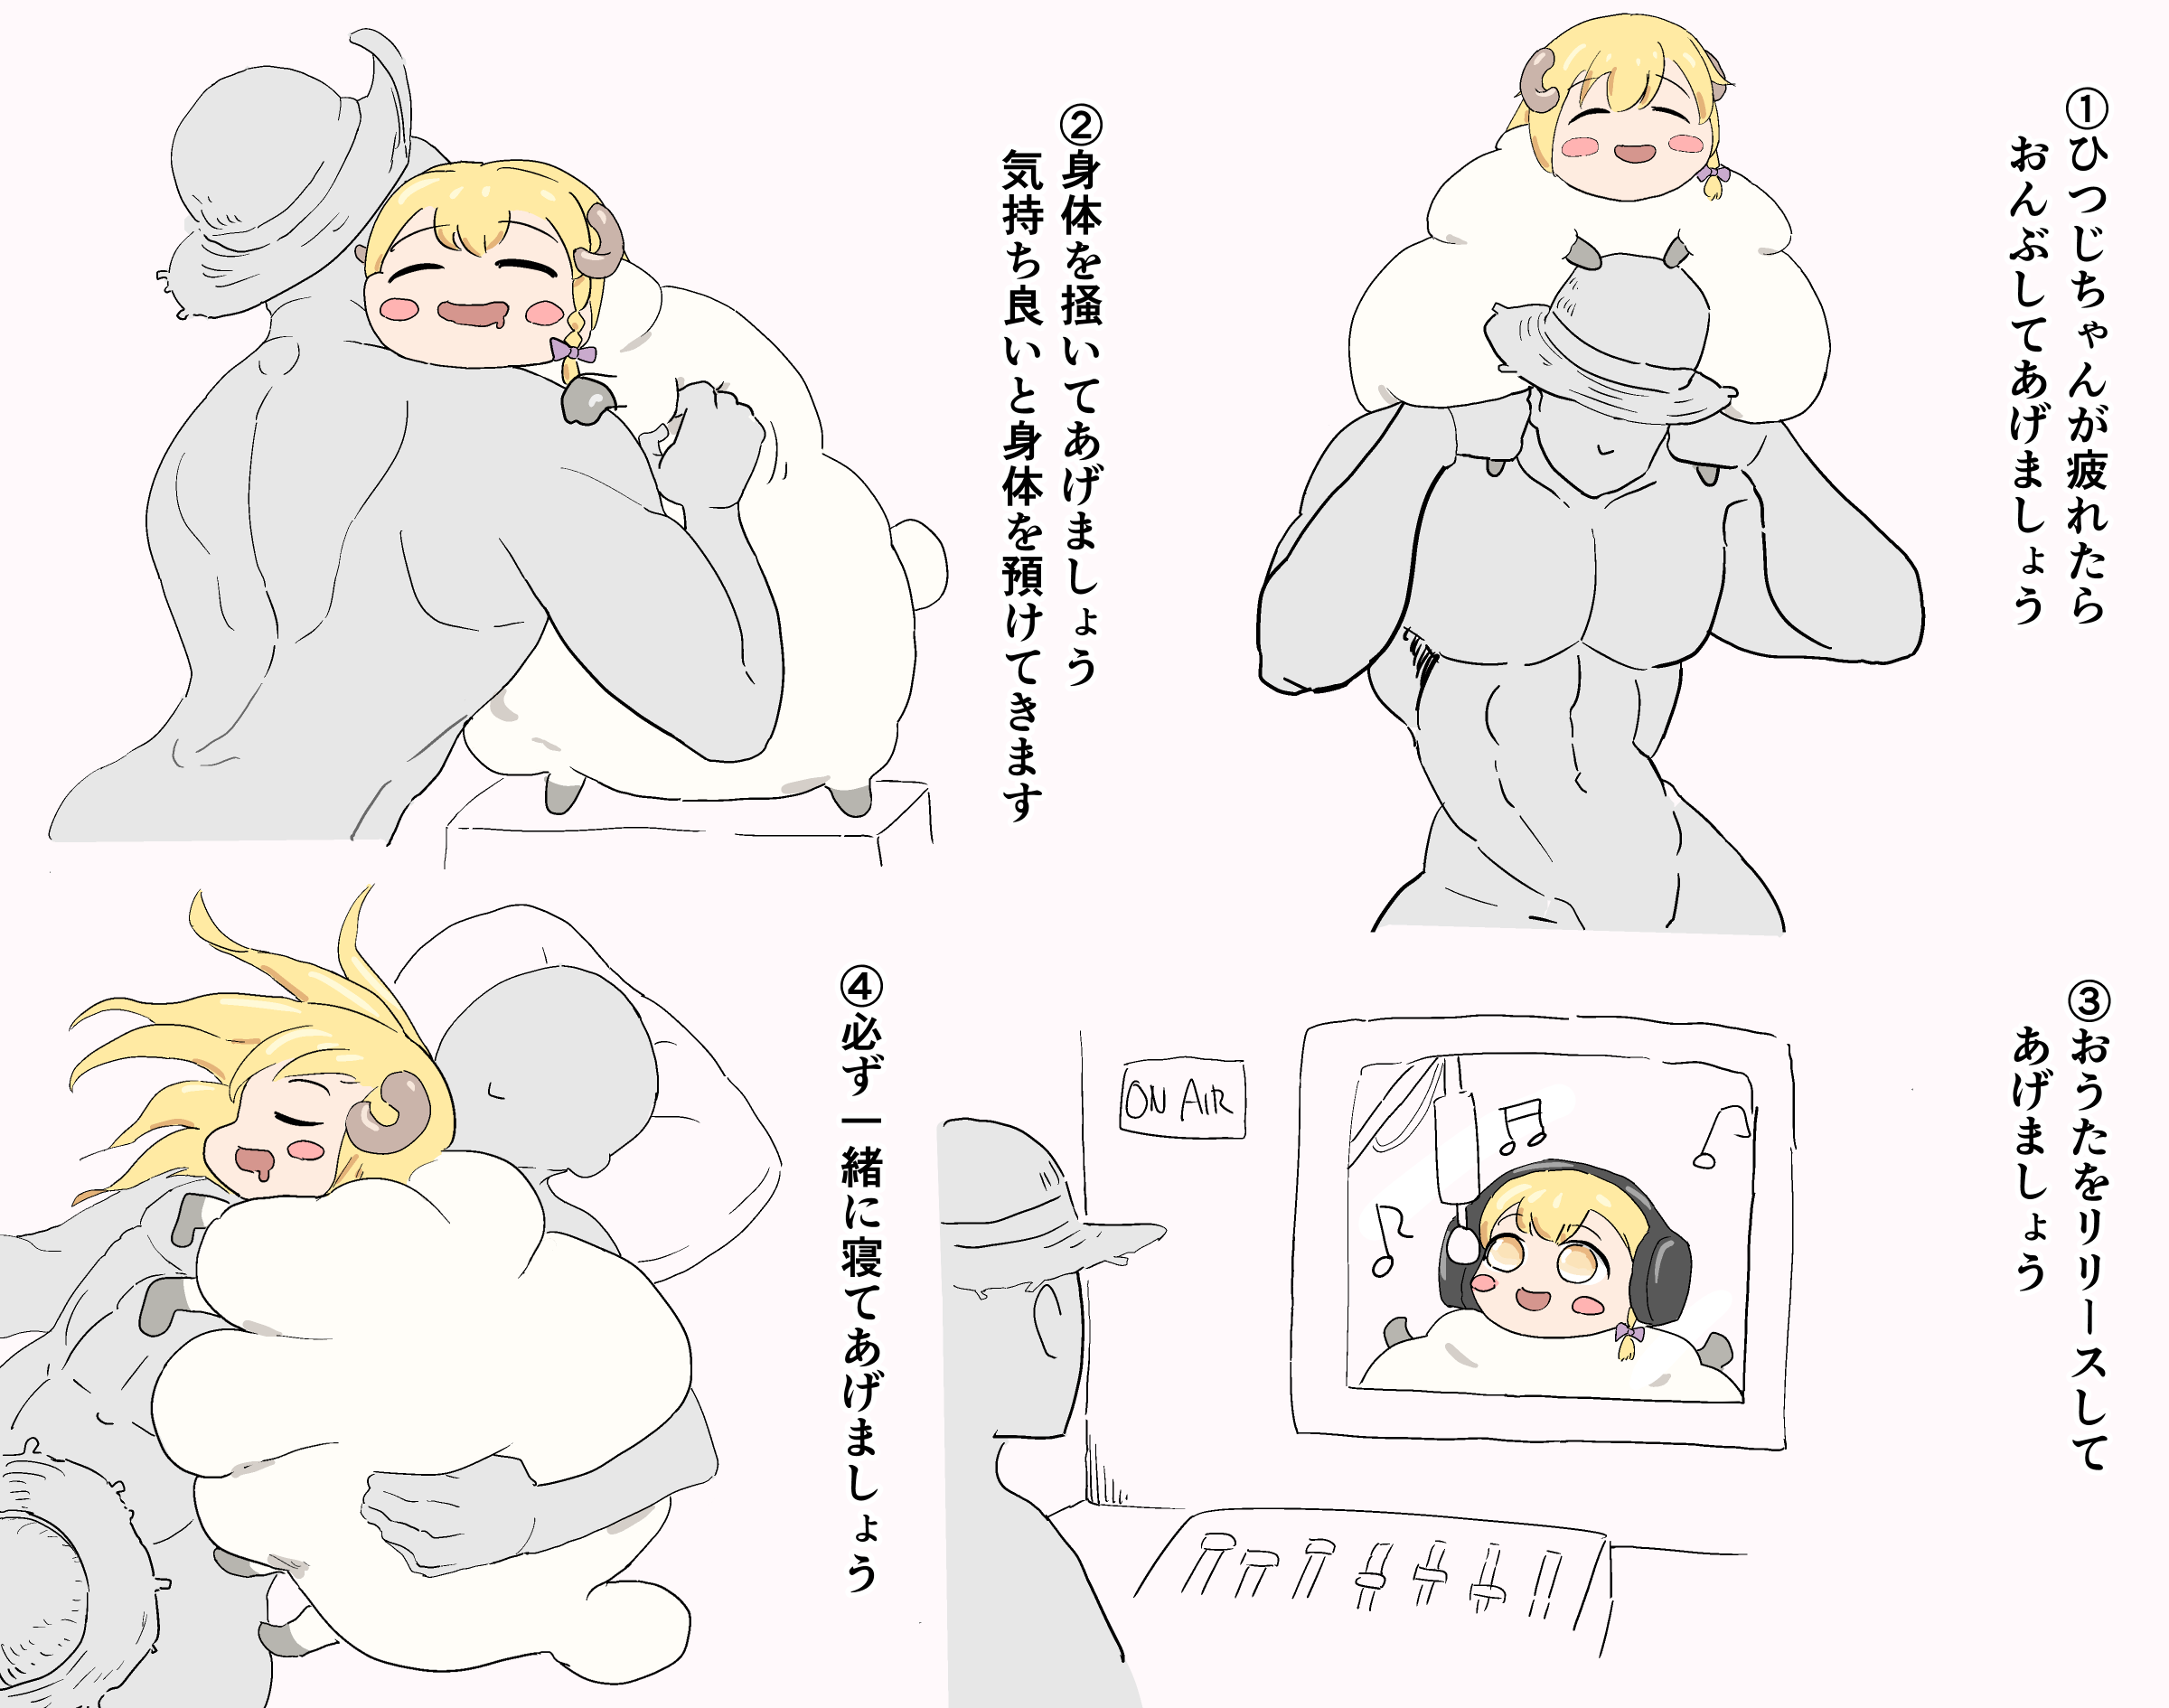 ①ひつじちゃんが疲れたら
おんぶしてあげましょう
②身体を掻いてあげましょう
気持ち良いと身体を預けてきます
③おうたをリリースして
あげましょう
ON AIR
④必ず一緒に寝てあげましょう